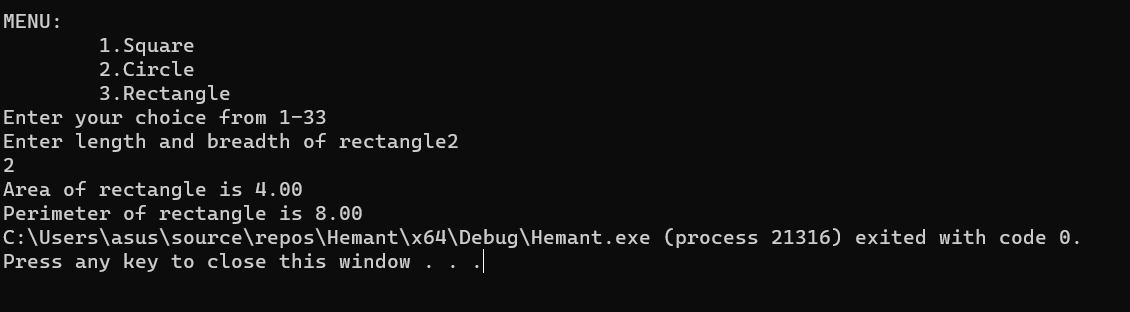 MENU:
        1.Square
        2.Circle
        3.Rectangle
Enter your choice from 1-33
Enter length and breadth of rectangle2
2
Area of rectangle is 4.00
Perimeter of rectangle is 8.00
C:\Users\asus\source\repos\Hemant\x64\Debug\Hemant.exe (process 21316) exited with code 0.
Press any key to close this window . . .